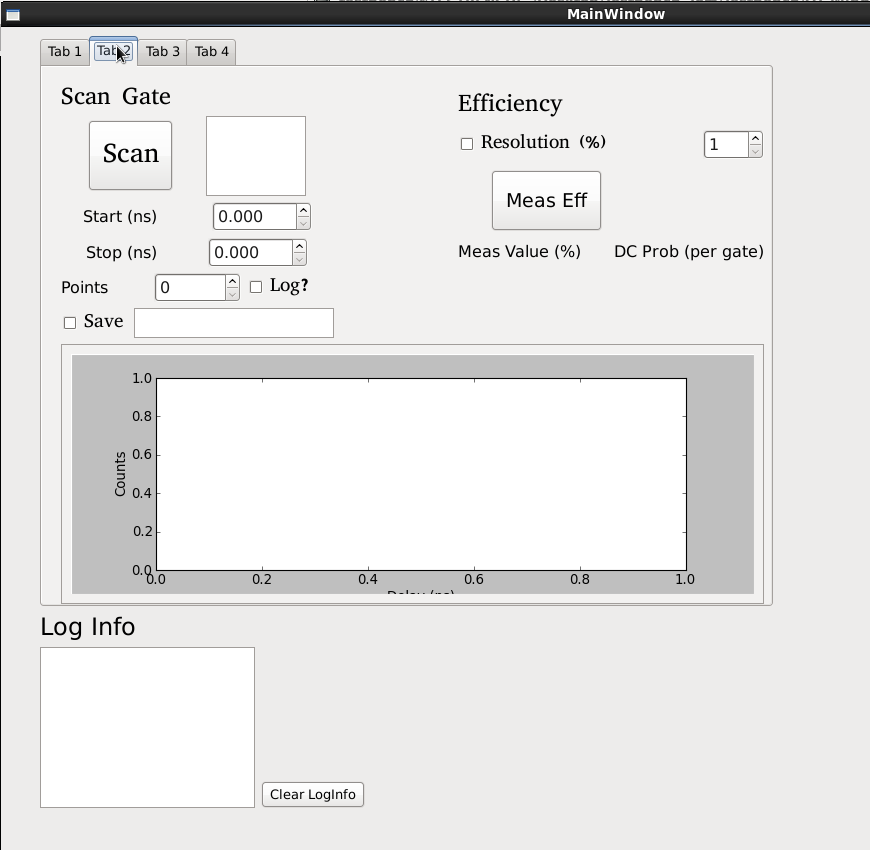 MainWindow
Tab 1 Tab 2 Tab 3 Tab 4
Scan Gate
Efficiency
Scan
Resolution (%) 1
Meas Eff
Start (ns) 0.000
Stop (ns) 0.000
Meas Value (%) DC Prob (per gate)
Points 0 Log?
Save
1.0
0.8
0.6
0.4
0.2
0.0
Counts
0.0 0.2 0.4 0.6 0.8 1.0
Delay (ns)
Log Info
Clear LogInfo